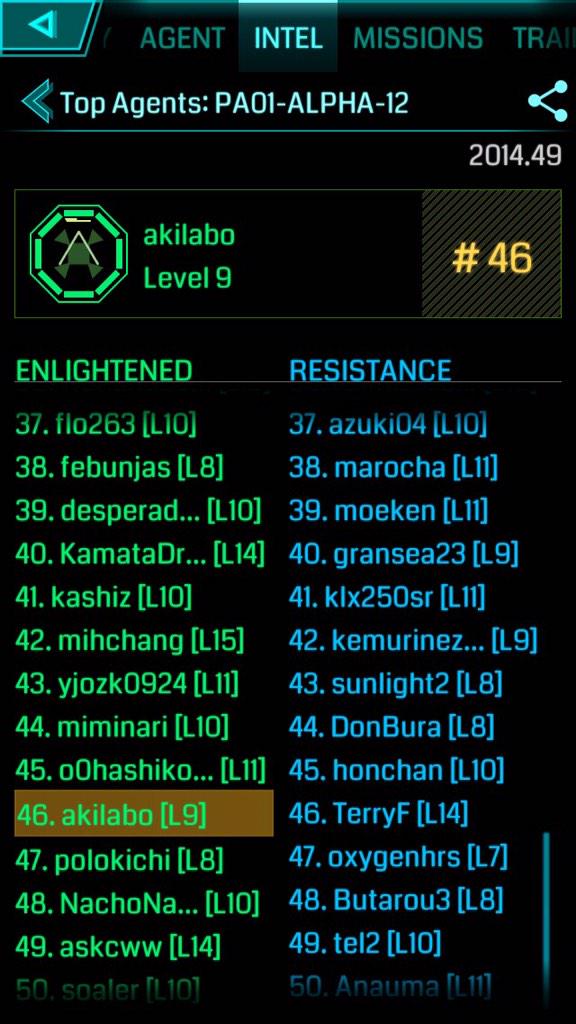 AGENT INTEL MISSIONS TRAI
Top Agents: PA01-ALPHA-12
2014.49
akilabo
Level 9
# 46
ENLIGHTENED
37. flo263 [L10]
38. febunjas [L8]
39. desperad... [L10]
40. KamataDr... [L14]
41. kashiz [L10]
42. mihchang [L15]
43. yjozk0924 [L11]
44. miminari [L10]
45. o0hashiko... [L11]
46. akilabo [L9]
47. polokichi [L8]
48. NachoNa... [L10]
49. askcww [L14]
50. soaler [L10]
RESISTANCE
37. azuki04 [L10]
38. marocha [L11]
39. moeken [L11]
40. gransea23 [L9]
41. klx250sr [L11]
42. kemurinez... [L9]
43. sunlight2 [L8]
44. DonBura [L8]
45. honchan [L10]
46. TerryF [L14]
47. oxygenhrs [L7]
48. Butarou3 [L8]
49. tel2 [L10]
50. Anauma [L11]